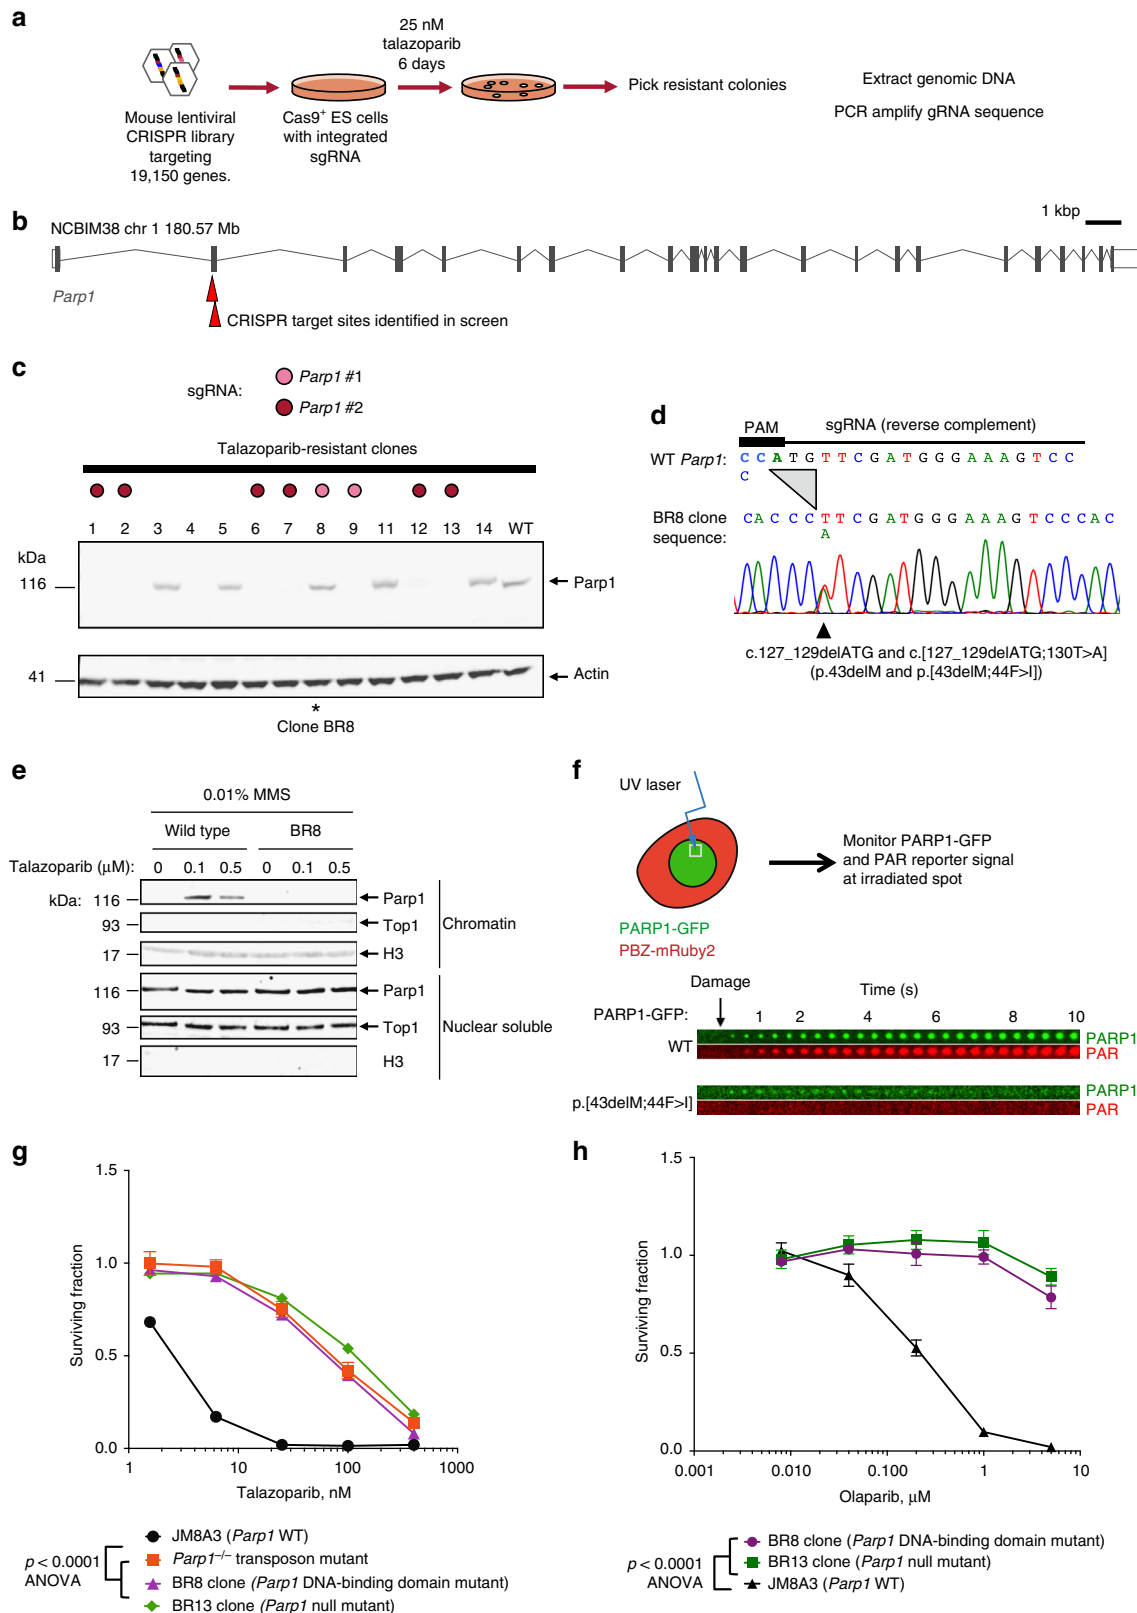 a
25 nM
talazoparib
6 days
Pick resistant colonies
Extract genomic DNA
PCR amplify gRNA sequence
Mouse lentiviral
CRISPR library
targeting
19,150 genes.
Cas9+ ES cells
with integrated
sgRNA
b
NCBIM38 chr 1 180.57 Mb
1 kbp
Parp1
CRISPR target sites identified in screen
c
sgRNA:
Parp1 #1
Parp1 #2
Talazoparib-resistant clones
1 2 3 4 5 6 7 8 9 11 12 13 14 WT
kDa
116
Parp1
41
Actin
*
Clone BR8
d
PAM
sgRNA (reverse complement)
WT Parp1: C C A T G T T C G A T G G G A A A G T C C
C
BR8 clone
sequence:
C A C C C T T C G A T G G G A A A G T C C C A C
A
c.127_129delATG and c.[127_129delATG;130T>A]
(p.43delM and p.[43delM;44F>I])
e
0.01% MMS
Wild type BR8
Talazoparib (μM): 0 0.1 0.5 0 0.1 0.5
kDa: 116 Parp1
93 Top1
17 H3
Chromatin
116 Parp1
93 Top1
17 H3
Nuclear soluble
f
UV laser
Monitor PARP1-GFP
and PAR reporter signal
at irradiated spot
PARP1-GFP
PBZ-mRuby2
Damage
Time (s)
PARP1-GFP: 1 2 4 6 8 10
WT
PARP1
PAR
p.[43delM;44F>I]
PARP1
PAR
g
1.5
1.0
0.5
0.0
Surviving fraction
1 10 100 1000
Talazoparib, nM
p < 0.0001
ANOVA
JM8A3 (Parp1 WT)
Parp1–/– transposon mutant
BR8 clone (Parp1 DNA-binding domain mutant)
BR13 clone (Parp1 null mutant)
h
1.5
1.0
0.5
0.0
Surviving fraction
0.001 0.010 0.100 1 10
Olaparib, μM
p < 0.0001
ANOVA
BR8 clone (Parp1 DNA-binding domain mutant)
BR13 clone (Parp1 null mutant)
JM8A3 (Parp1 WT)